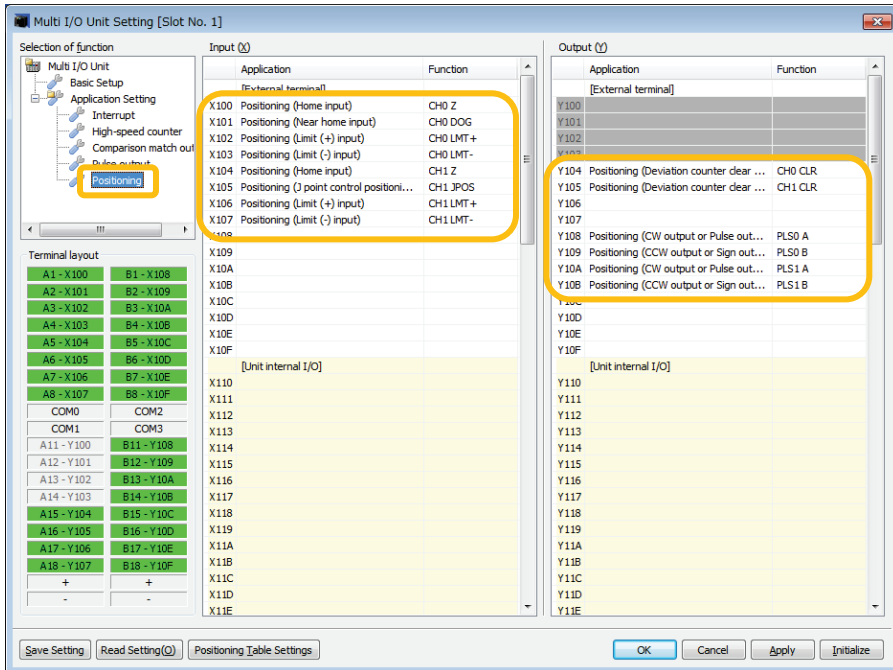 Multi I/O Unit Setting [Slot No. 1]
Selection of function
Multi I/O Unit
Basic Setup
Application Setting
Interrupt
High-speed counter
Comparison match out
Pulse output
Positioning
Terminal layout
A1 - X100 B1 - X108
A2 - X101 B2 - X109
A3 - X102 B3 - X10A
A4 - X103 B4 - X10B
A5 - X104 B5 - X10C
A6 - X105 B6 - X10D
A7 - X106 B7 - X10E
A8 - X107 B8 - X10F
COM0 COM2
COM1 COM3
A11 - Y100 B11 - Y108
A12 - Y101 B12 - Y109
A13 - Y102 B13 - Y10A
A14 - Y103 B14 - Y10B
A15 - Y104 B15 - Y10C
A16 - Y105 B16 - Y10D
A17 - Y106 B17 - Y10E
A18 - Y107 B18 - Y10F
+ +
- -
Input (X)
Application Function
[External terminal]
X100 Positioning (Home input) CH0 Z
X101 Positioning (Near home input) CH0 DOG
X102 Positioning (Limit (+) input) CH0 LMT+
X103 Positioning (Limit (-) input) CH0 LMT-
X104 Positioning (Home input) CH1 Z
X105 Positioning (J point control positioni... CH1 JPOS
X106 Positioning (Limit (+) input) CH1 LMT+
X107 Positioning (Limit (-) input) CH1 LMT-
X108
X109
X10A
X10B
X10C
X10D
X10E
X10F
[Unit internal I/O]
X110
X111
X112
X113
X114
X115
X116
X117
X118
X119
X11A
X11B
X11C
X11D
X11E
Output (Y)
Application Function
[External terminal]
Y100
Y101
Y102
Y103
Y104 Positioning (Deviation counter clear ... CH0 CLR
Y105 Positioning (Deviation counter clear ... CH1 CLR
Y106
Y107
Y108 Positioning (CW output or Pulse out... PLS0 A
Y109 Positioning (CCW output or Sign out... PLS0 B
Y10A Positioning (CW output or Pulse out... PLS1 A
Y10B Positioning (CCW output or Sign out... PLS1 B
Y10C
Y10D
Y10E
Y10F
[Unit internal I/O]
Y110
Y111
Y112
Y113
Y114
Y115
Y116
Y117
Y118
Y119
Y11A
Y11B
Y11C
Y11D
Y11E
Save Setting Read Setting(O) Positioning Table Settings OK Cancel Apply Initialize